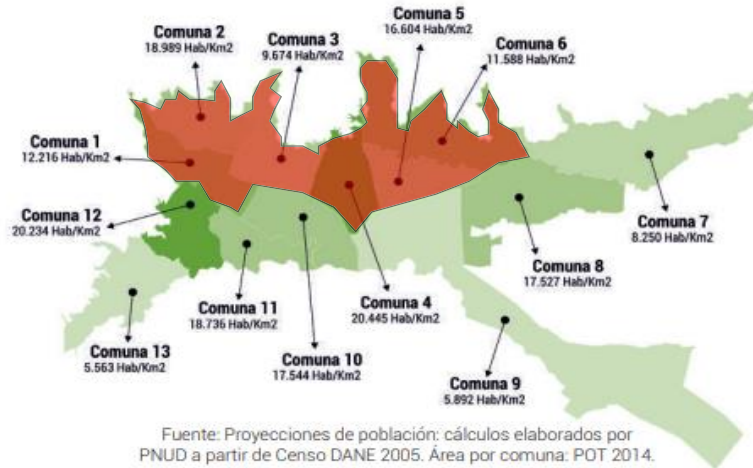 Comuna 2
18.989 Hab/Km2
Comuna 3
9.674 Hab/Km2
Comuna 5
16.604 Hab/Km2
Comuna 6
11.588 Hab/Km2
Comuna 1
12.216 Hab/Km2
Comuna 12
20.234 Hab/Km2
Comuna 7
8.250 Hab/Km2
Comuna 8
17.527 Hab/Km2
Comuna 11
18.736 Hab/Km2
Comuna 4
20.445 Hab/Km2
Comuna 13
5.563 Hab/Km2
Comuna 10
17.544 Hab/Km2
Comuna 9
5.892 Hab/Km2
Fuente: Proyecciones de población: cálculos elaborados por
PNUD a partir de Censo DANE 2005. Área por comuna: POT 2014.